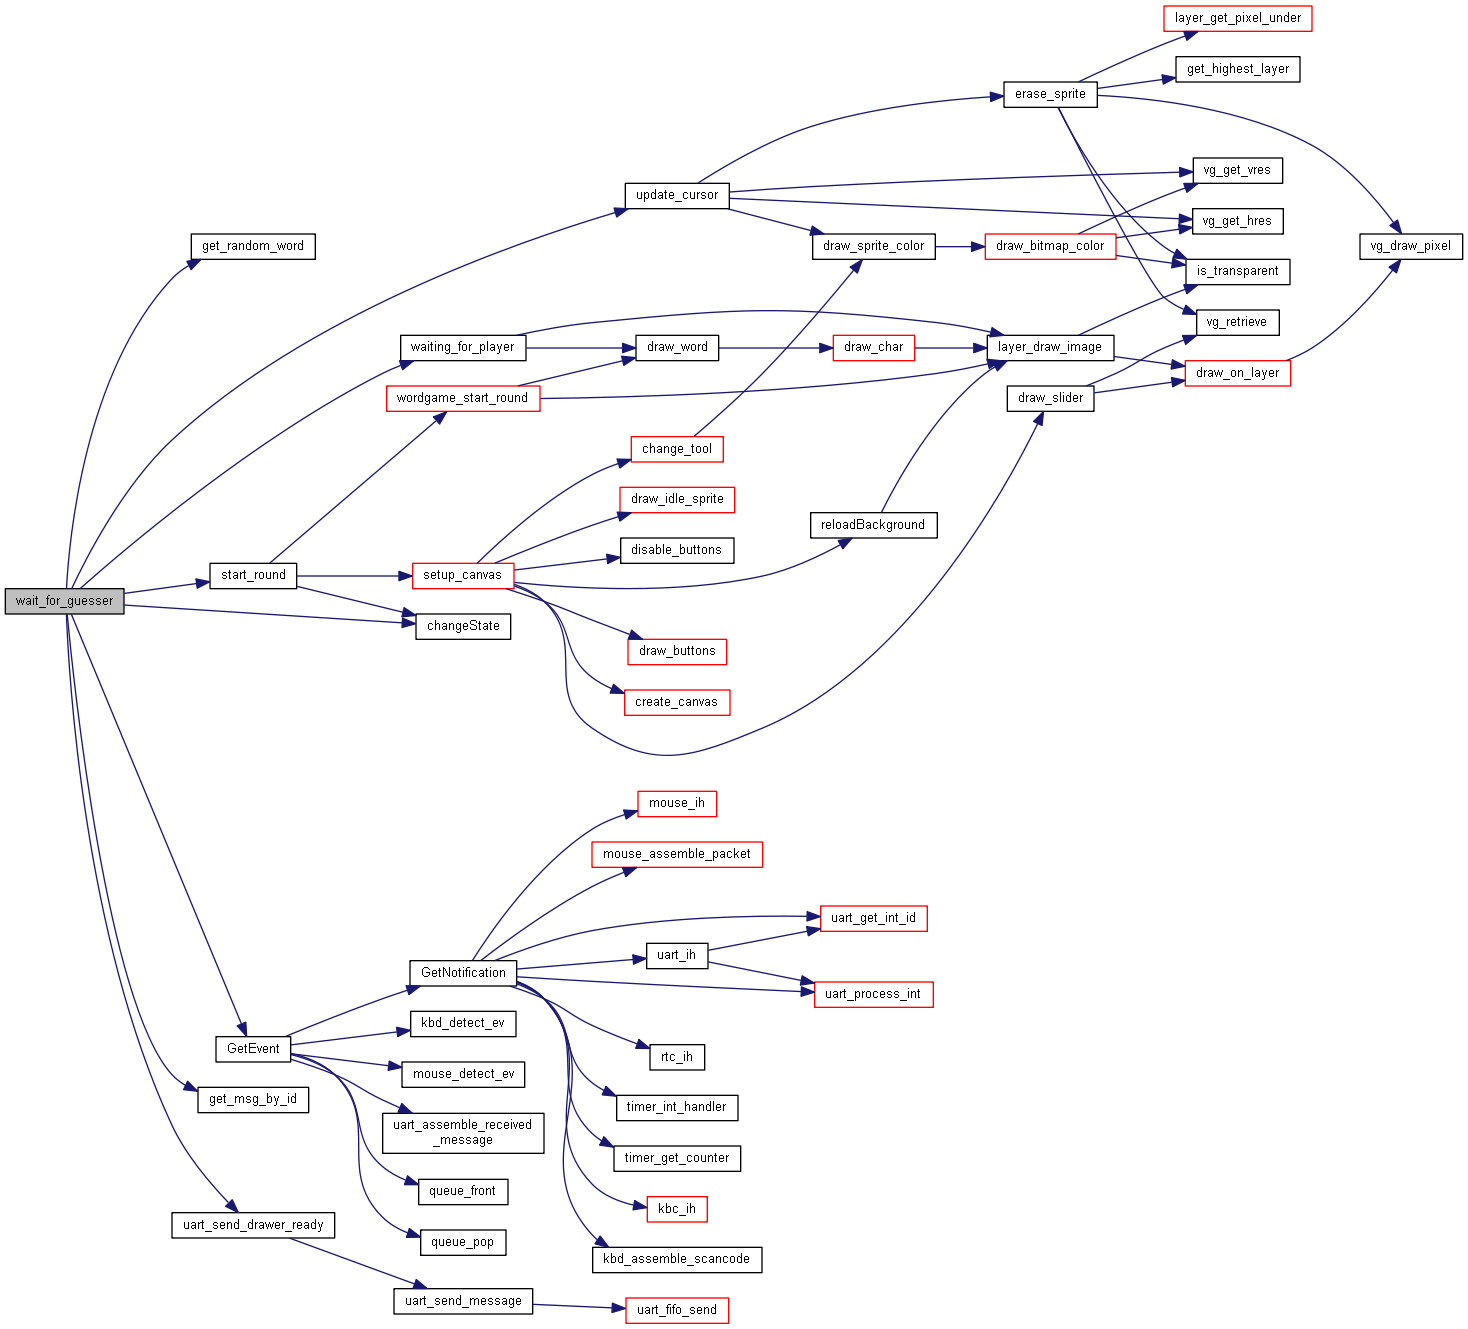 layer_get_pixel_under
get_highest_layer
erase_sprite
vg_get_vres
update_cursor
vg_get_hres
get_random_word
draw_sprite_color
draw_bitmap_color
vg_draw_pixel
is_transparent
vg_retrieve
waiting_for_player
draw_word
draw_char
layer_draw_image
draw_on_layer
wordgame_start_round
draw_slider
change_tool
draw_idle_sprite
reloadBackground
disable_buttons
start_round
setup_canvas
wait_for_guesser
changeState
draw_buttons
create_canvas
mouse_ih
mouse_assemble_packet
uart_get_int_id
uart_ih
GetNotification
uart_process_int
kbd_detect_ev
GetEvent
rtc_ih
mouse_detect_ev
get_msg_by_id
timer_int_handler
uart_assemble_received
_message
timer_get_counter
queue_front
kbc_ih
uart_send_drawer_ready
queue_pop
kbd_assemble_scancode
uart_send_message
uart_fifo_send